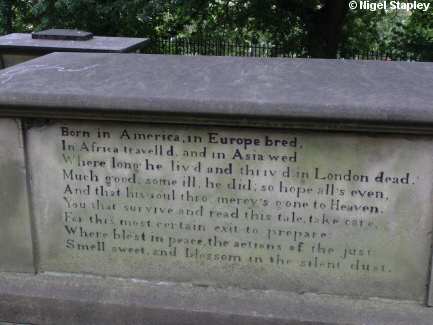 © Nigel Stapley
Born in America, in Europe bred,
In Africa travell'd, and in Asia wed
Where long he liv'd and thriv'd; in London dead.
Much good, some ill, he did; so hope all's even,
And that his soul thro' mercy's gone to Heaven.
You that survive and read this tale, take care,
For this most certain exit to prepare:
Where blest in peace, the actions of the just
Smell sweet, and blossom in the silent dust.